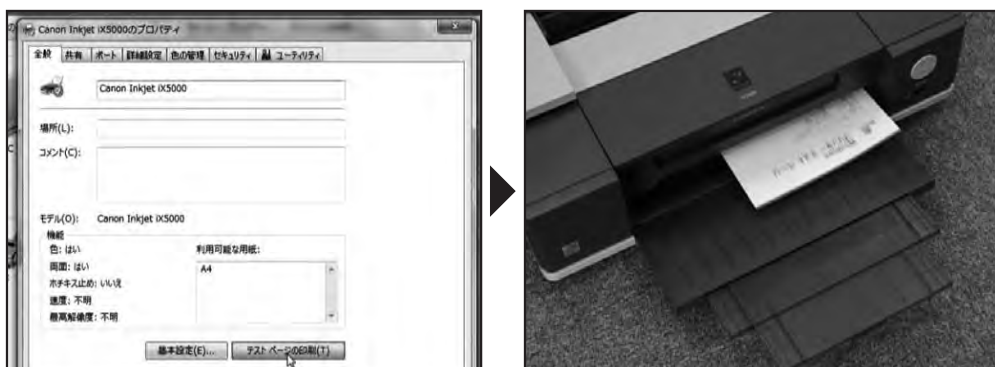 Canon Inkjet iX5000のプロパティ
全般 共有 ポート 詳細設定 色の管理 セキュリティ ユーティリティ
Canon Inkjet iX5000
場所(L):
コメント(C):
モデル(O): Canon Inkjet iX5000
機能
色: はい
利用可能な用紙:
両面: はい
A4
ホチキス止め: いいえ
速度: 不明
最高解像度: 不明
基本設定(E)...
テスト ページの印刷(T)